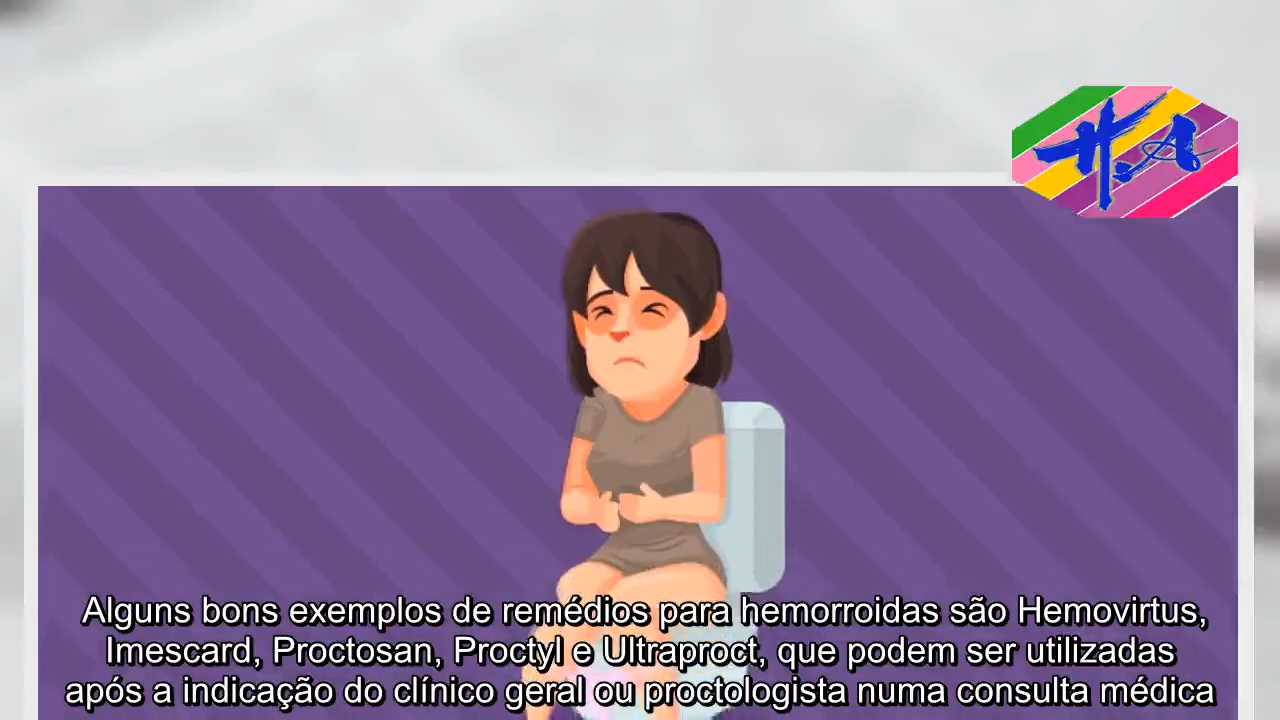 H.A
Alguns bons exemplos de remédios para hemorroidas são Hemovirtus,
Imescard, Proctosan, Proctyl e Ultraproct, que podem ser utilizadas
após a indicação do clínico geral ou proctologista numa consulta médica